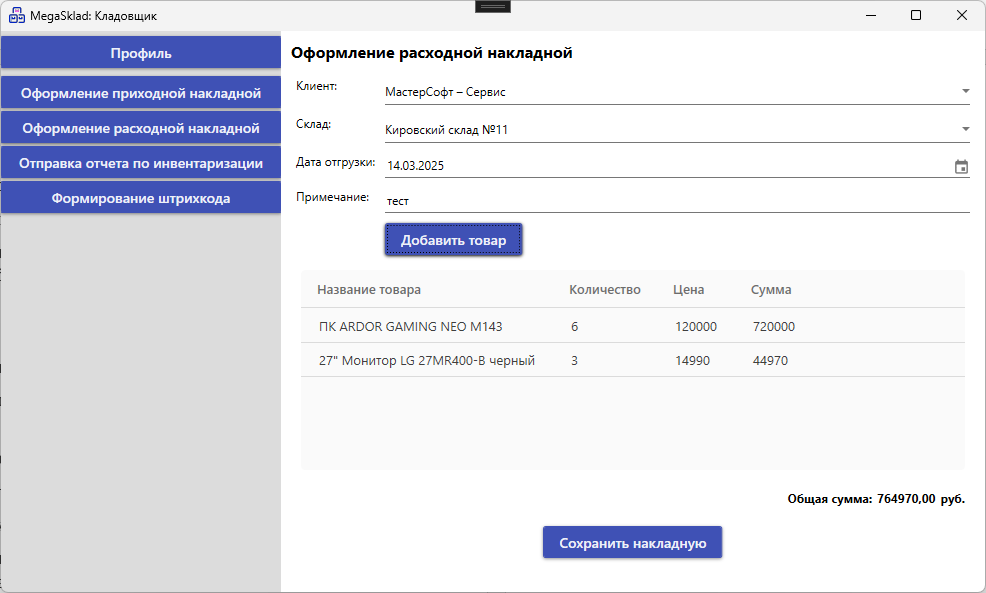 MegaSklad: Кладовщик
Профиль
Оформление приходной накладной
Оформление расходной накладной
Отправка отчета по инвентаризации
Формирование штрихкода
Оформление расходной накладной
Клиент: МастерСофт – Сервис
Склад: Кировский склад №11
Дата отгрузки: 14.03.2025
Примечание: тест
Добавить товар
Название товара Количество Цена Сумма
ПК ARDOR GAMING NEO M143 6 120000 720000
27" Монитор LG 27MR400-B черный 3 14990 44970
Общая сумма: 764970,00 руб.
Сохранить накладную